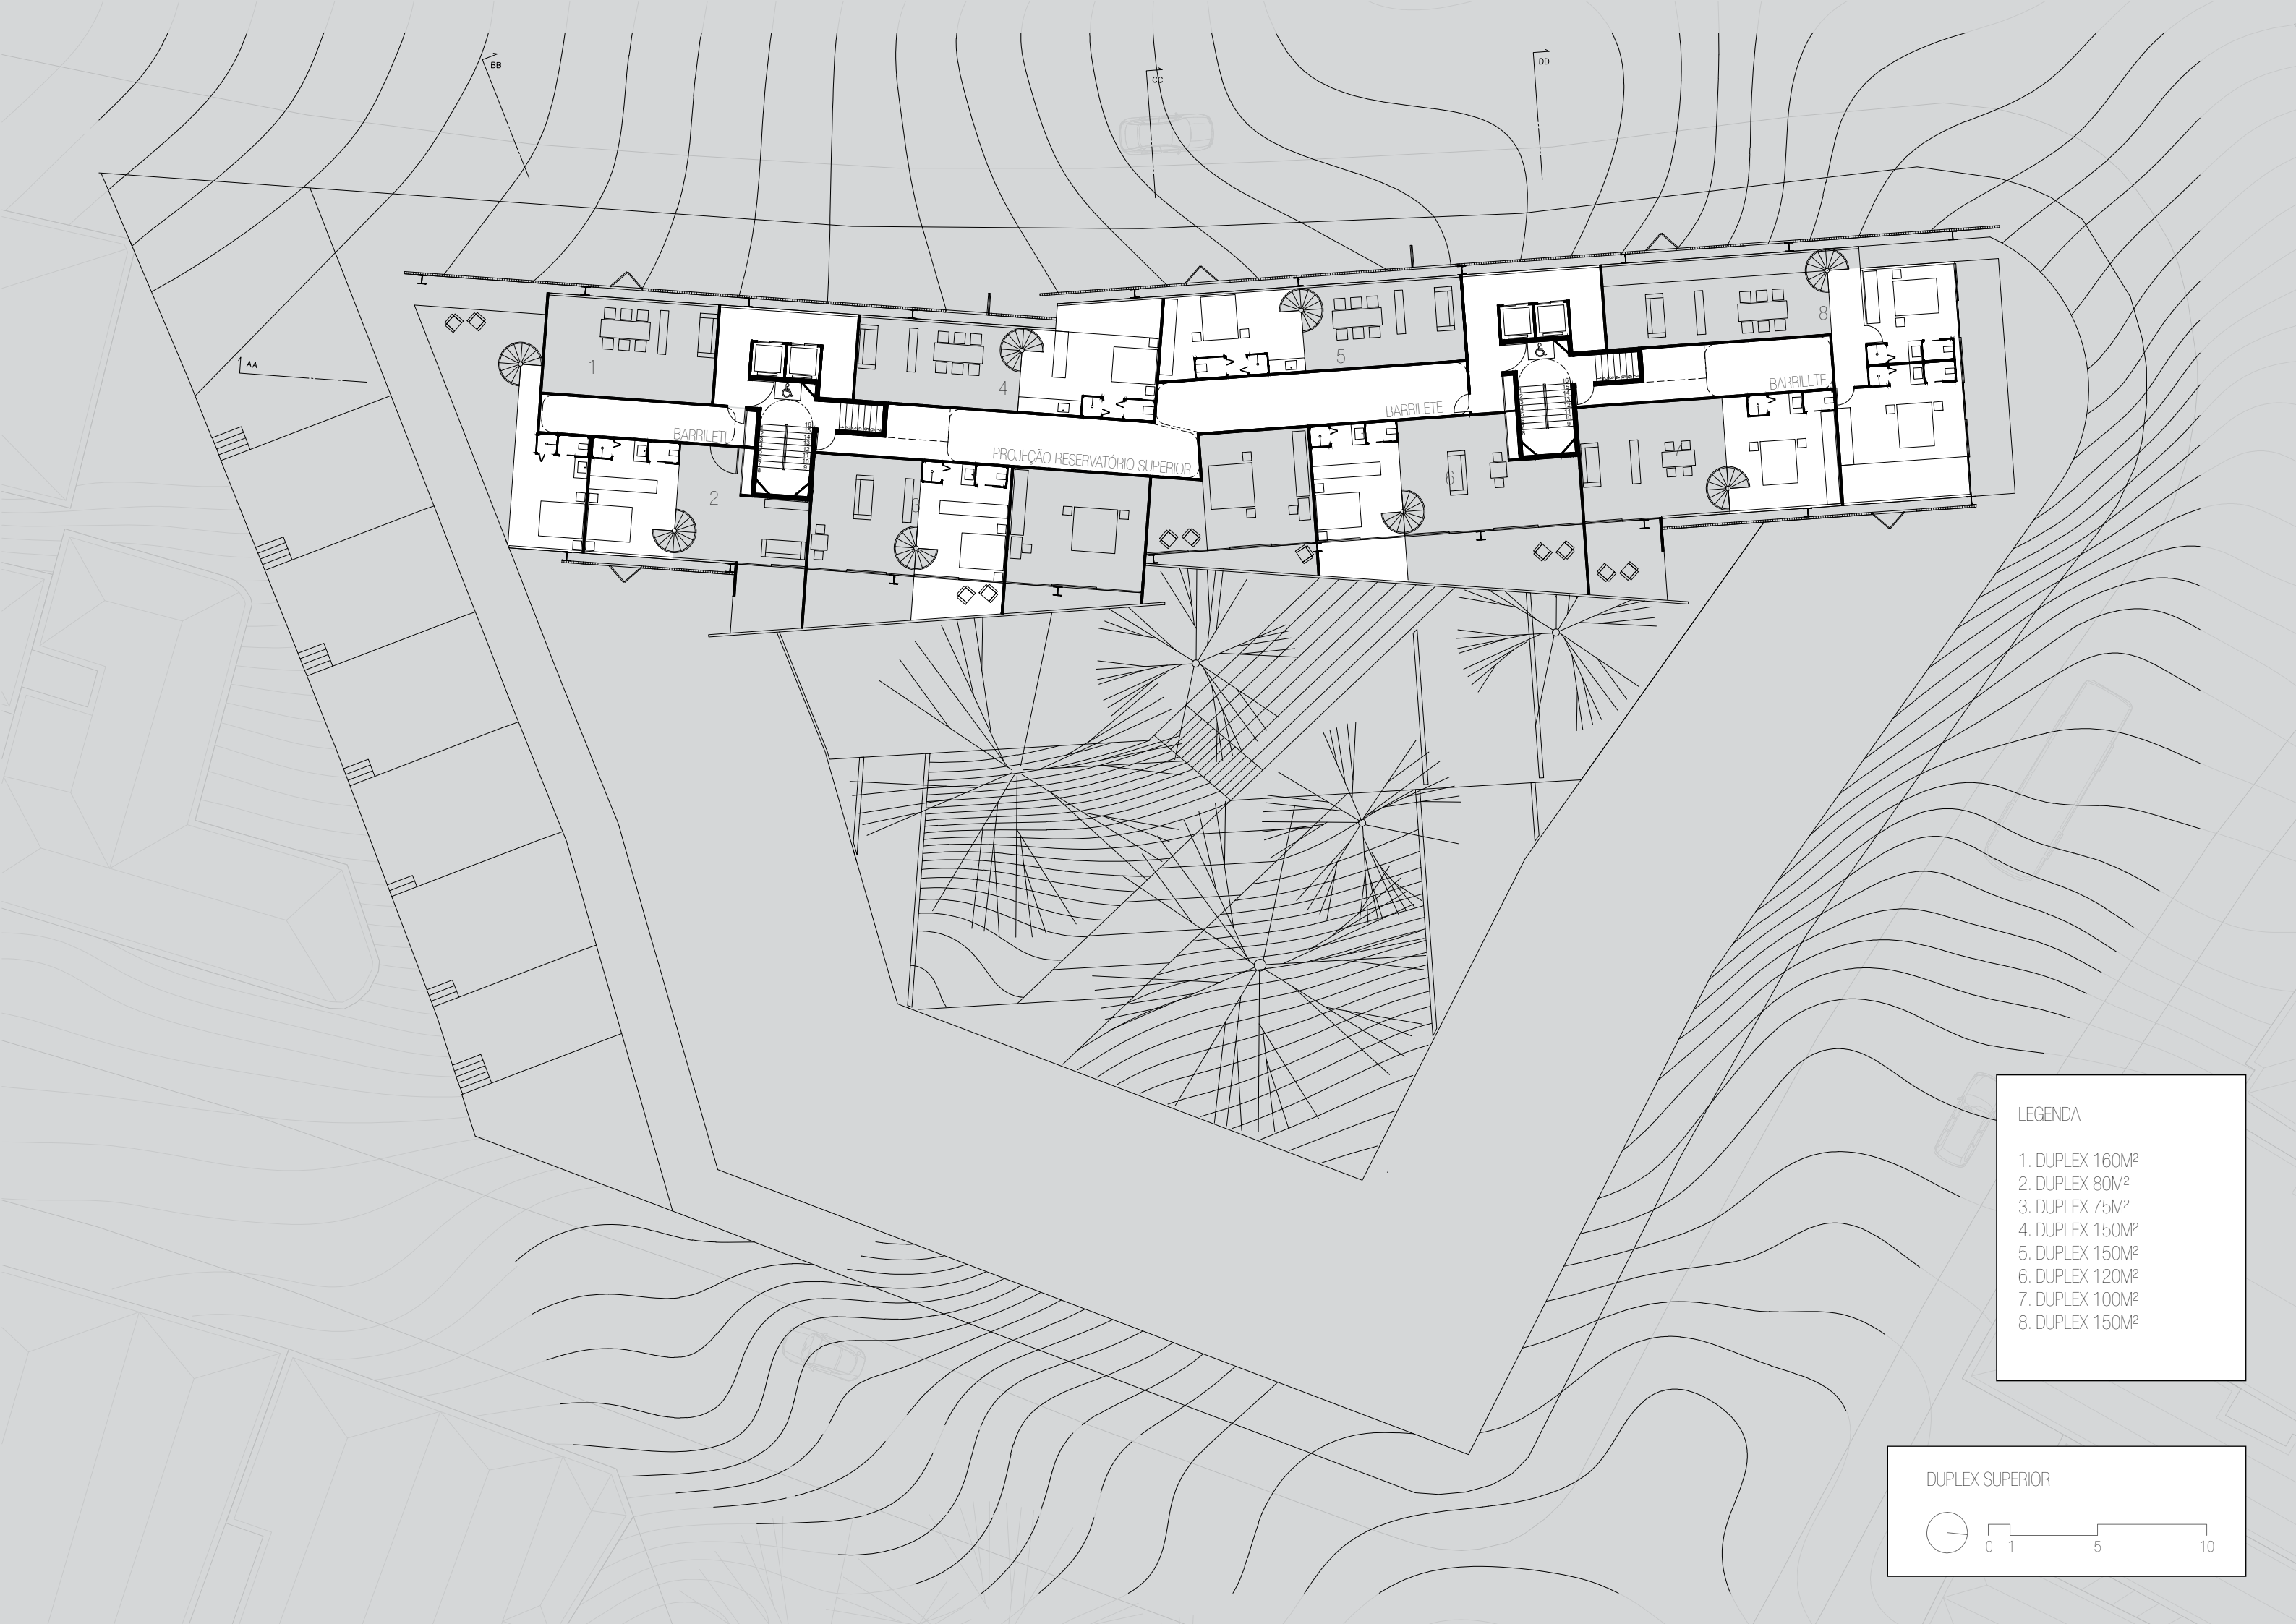 BB
CC
DD
AA
1
4
5
8
BARRILETE
PROJEÇÃO RESERVATÓRIO SUPERIOR
BARRILETE
BARRILETE
2
3
6
7
LEGENDA
1. DUPLEX 160M²
2. DUPLEX 80M²
3. DUPLEX 75M²
4. DUPLEX 150M²
5. DUPLEX 150M²
6. DUPLEX 120M²
7. DUPLEX 100M²
8. DUPLEX 150M²
DUPLEX SUPERIOR
0 1 5 10